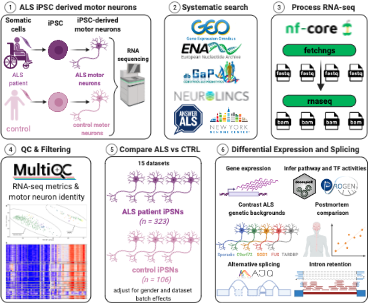 1 ALS iPSC derived motor neurons
Somatic cells
iPSC
iPSC-derived motor neurons
ALS patient
ALS motor neurons
control
control motor neurons
RNA sequencing
2 Systematic search
GEO
Gene Expression Omnibus
ENA
European Nucleotide Archive
dbGaP
NEUROLINCS
ANSWER ALS
NEW YORK
GENOME CENTER
3 Process RNA-seq
nf-core
fetchngs
fastq fastq fastq fastq
rnaseq
bam bam bam bam
4 QC & Filtering
MultiQC
RNA-seq metrics &
motor neuron identity
5 Compare ALS vs CTRL
15 datasets
ALS patient iPSNs
(n = 323)
control iPSNs
(n = 106)
adjust for gender and dataset
batch effects
6 Differential Expression and Splicing
Gene expression
Infer pathway and TF activities
PROGENy
Contrast ALS
genetic backgrounds
Sporadic C9orf72 SOD1 FUS TARDBP
Postmortem
comparison
Alternative splicing
MAJIQ
Intron retention